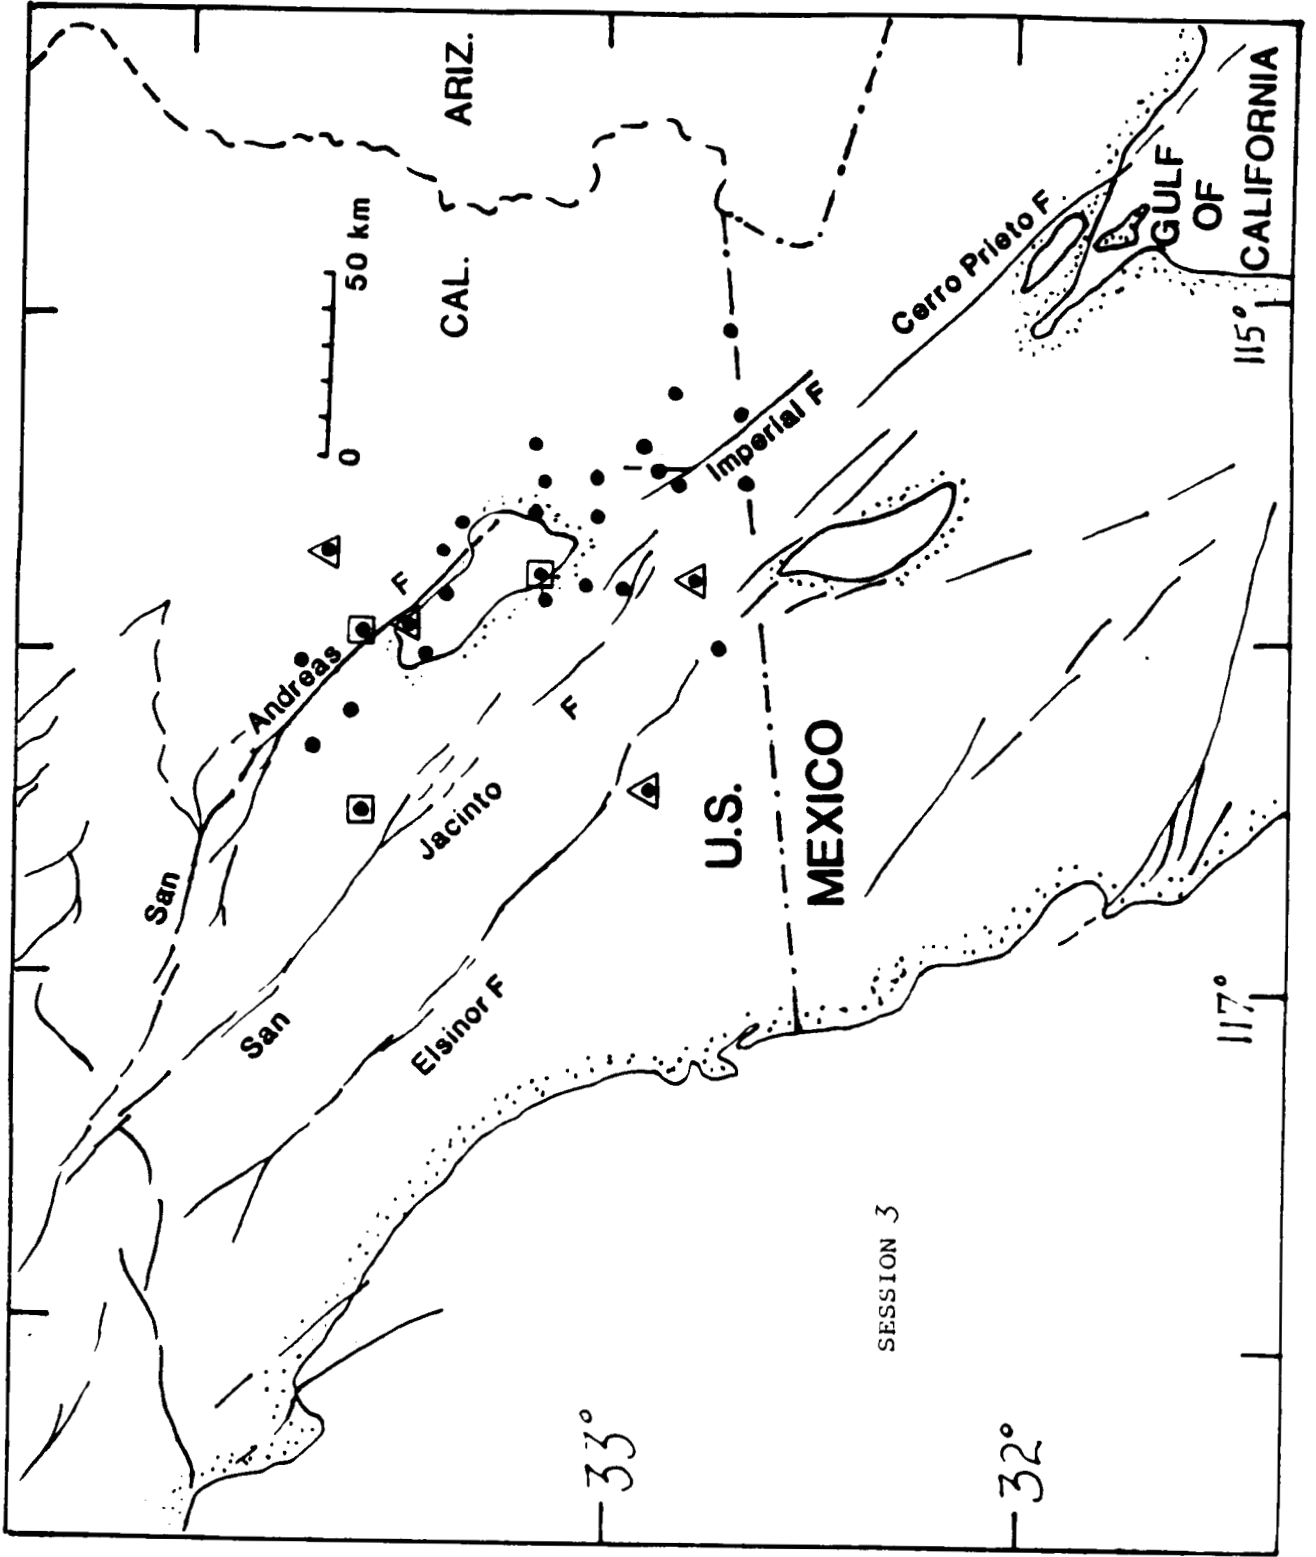 ARIZ.
CAL.
0 50 km
San Andreas F
San Jacinto F
Elsinor F
Imperial F
Cerro Prieto F
U.S.
MEXICO
GULF
OF
CALIFORNIA
115°
117°
33°
32°
SESSION 3